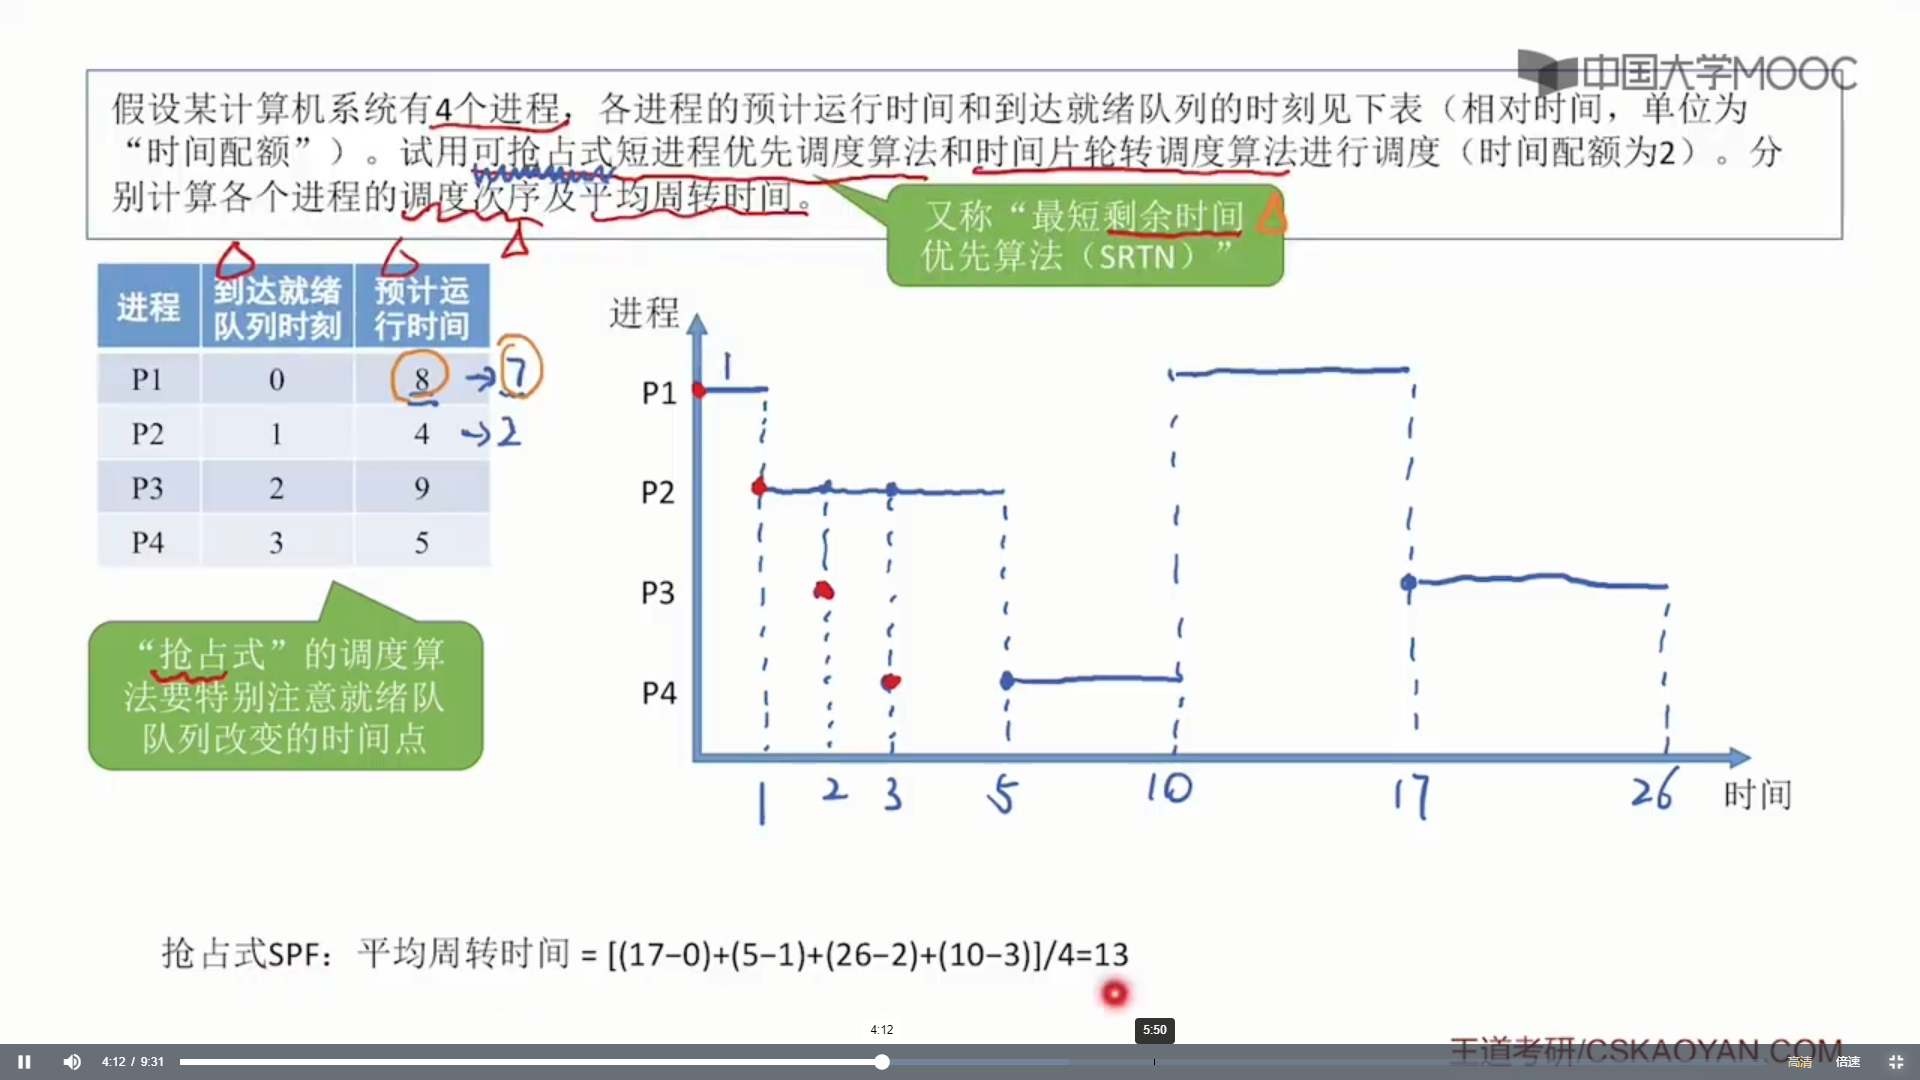 中国大学MOOC
假设某计算机系统有4个进程，各进程的预计运行时间和到达就绪队列的时刻见下表（相对时间，单位为
“时间配额”）。试用可抢占式短进程优先调度算法和时间片轮转调度算法进行调度（时间配额为2）。分
别计算各个进程的调度次序及平均周转时间。
又称“最短剩余时间
优先算法（SRTN）”
进程 到达就绪队列时刻 预计运行时间
P1 0 8 → 7
P2 1 4 → 2
P3 2 9
P4 3 5
“抢占式”的调度算
法要特别注意就绪队
队列改变的时间点
进程
1
P1
P2
P3
P4
1 2 3 5 10 17 26 时间
抢占式SPF：平均周转时间 = [(17−0)+(5−1)+(26−2)+(10−3)]/4=13
4:12 5:50
王道考研/CSKAOYAN.COM
4:12 / 9:31 高清 倍速